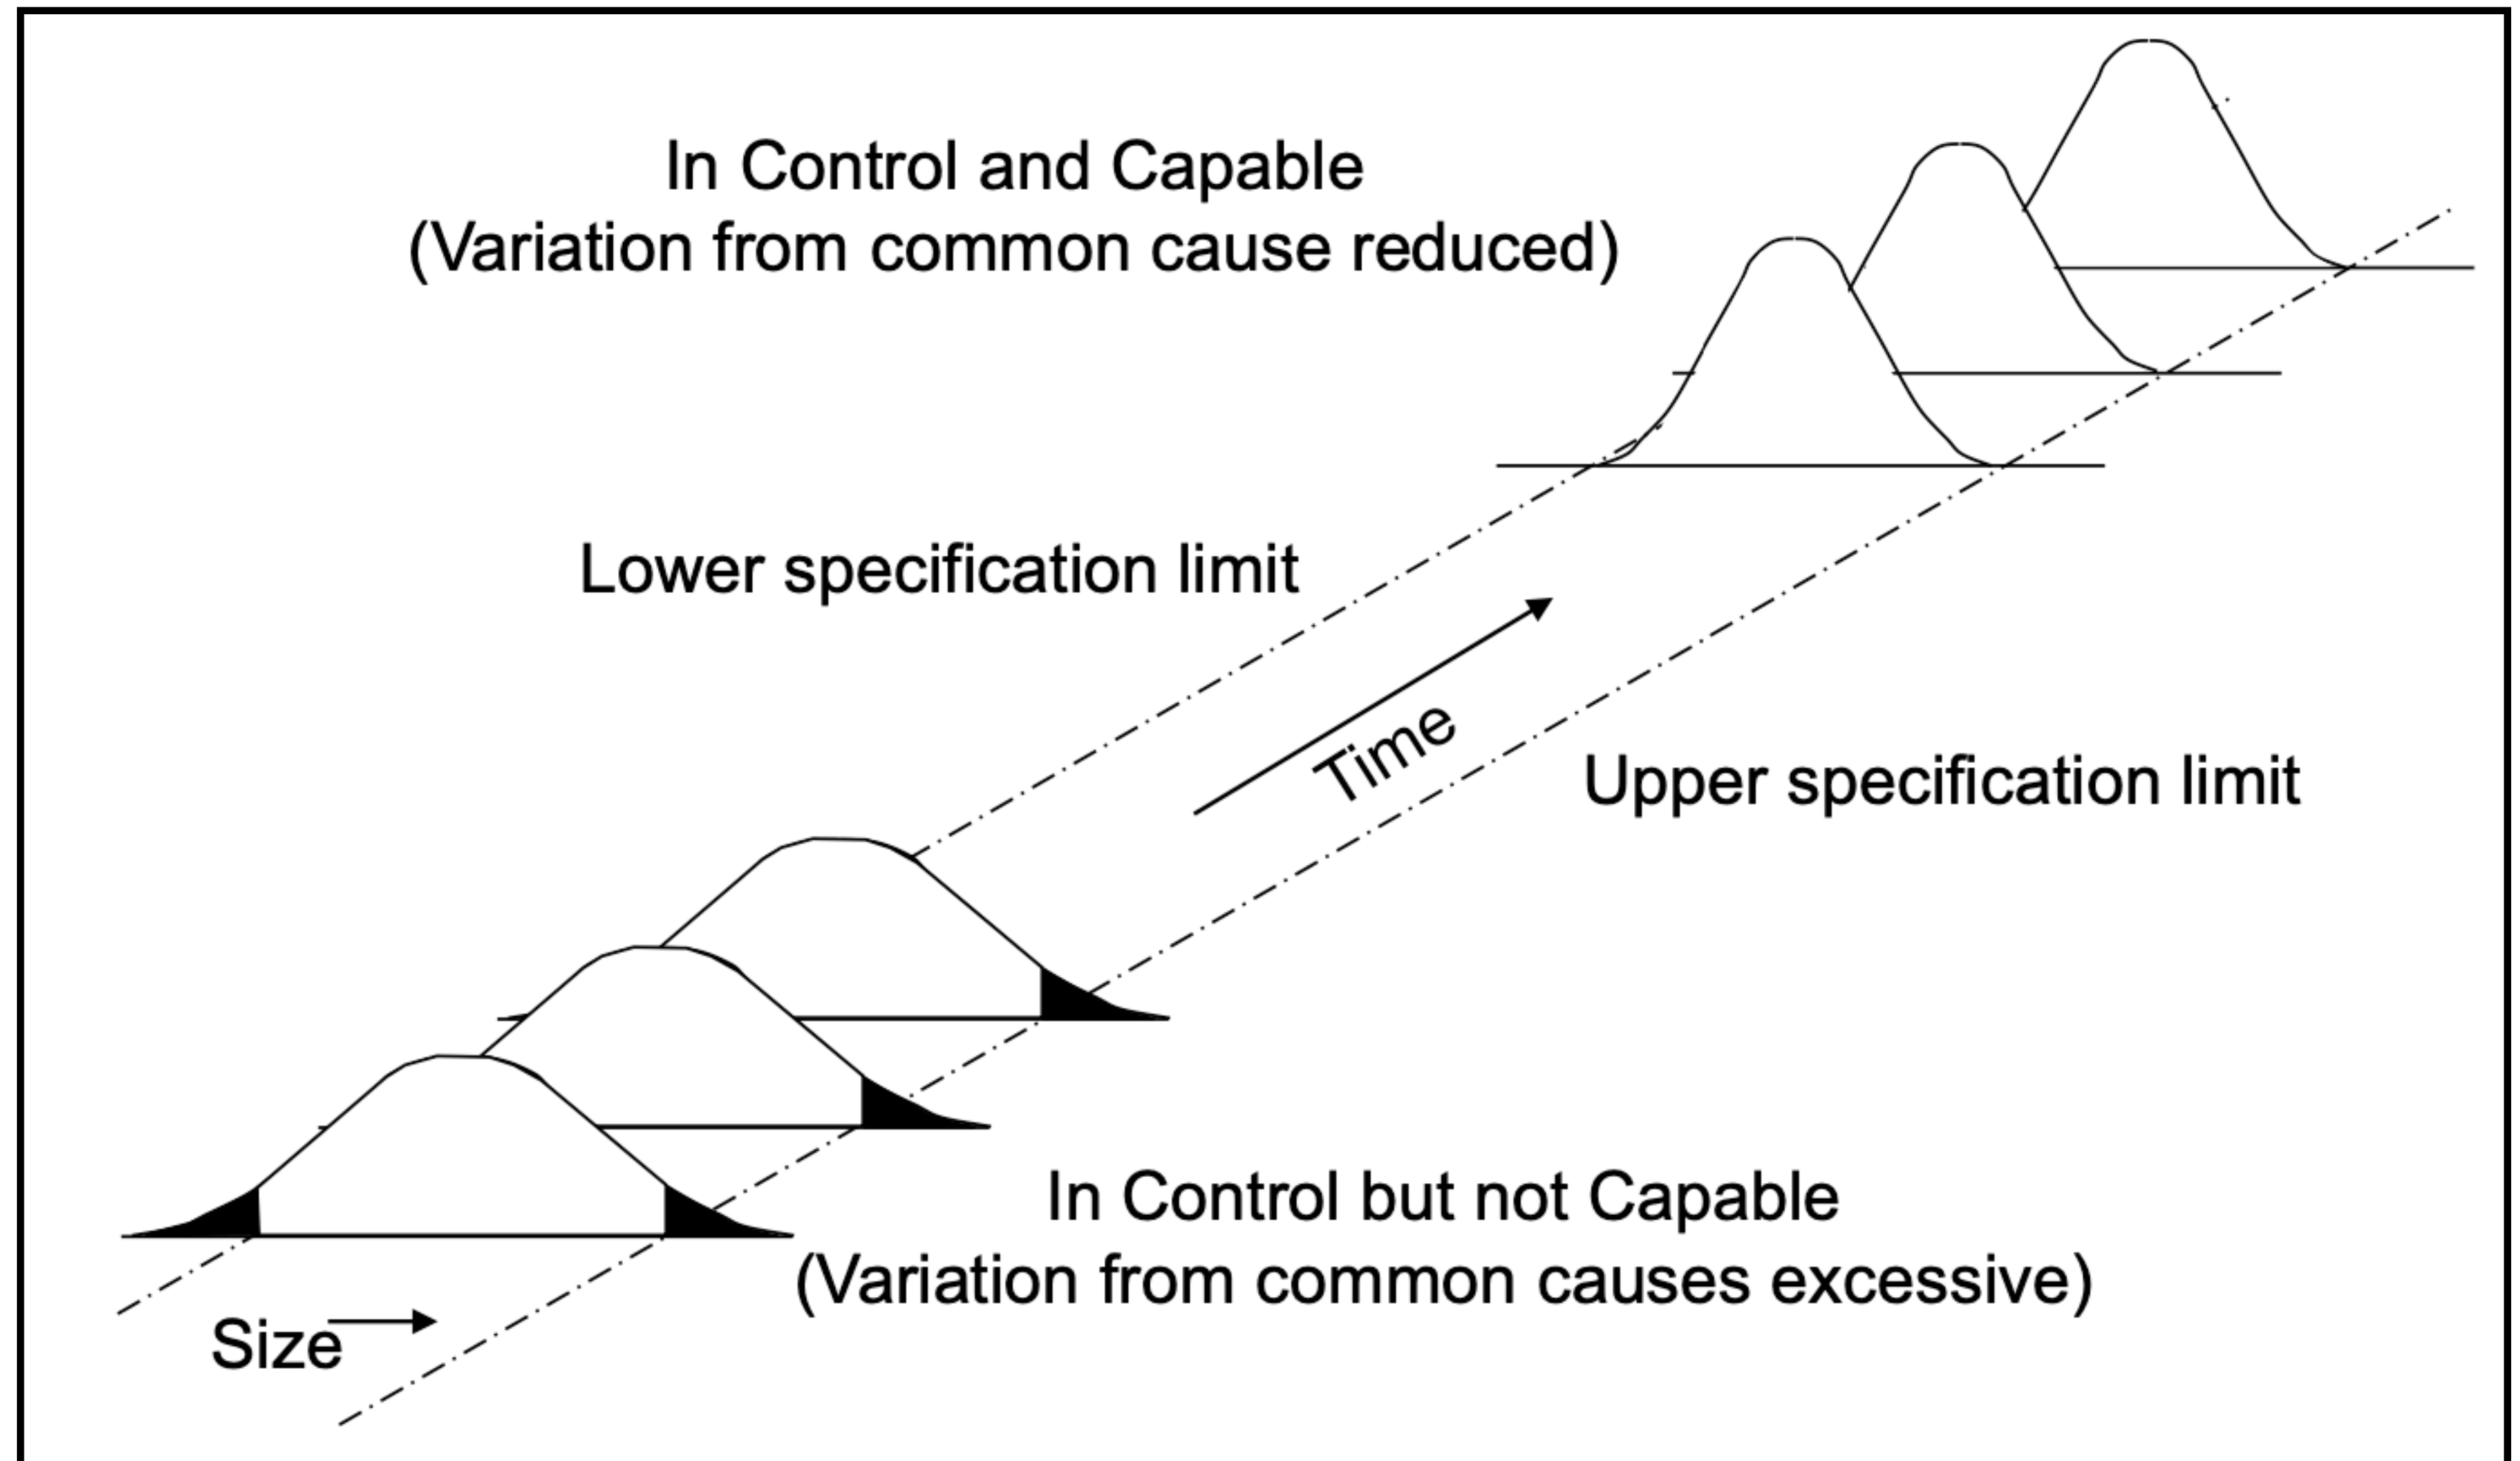 In Control and Capable
(Variation from common cause reduced)
Lower specification limit
Time
Upper specification limit
In Control but not Capable
(Variation from common causes excessive)
Size